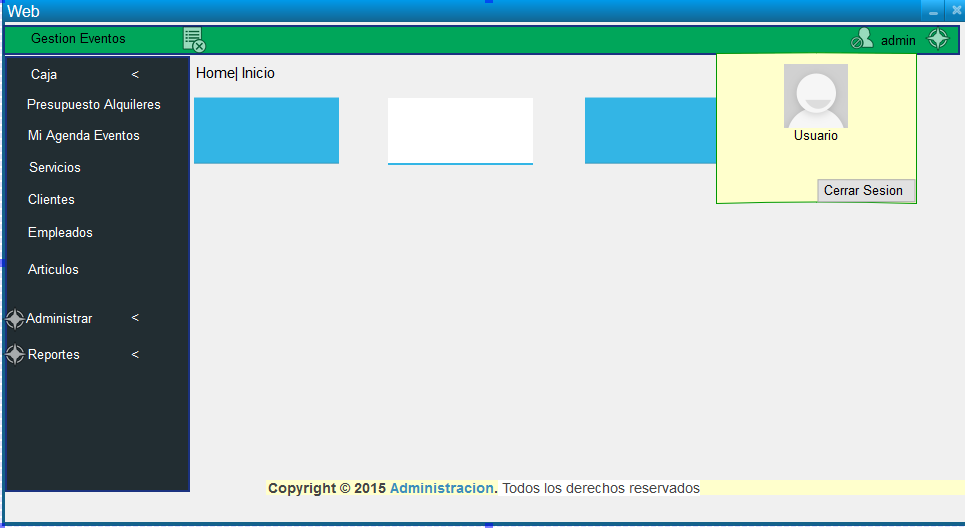 Web
Gestion Eventos
admin
Caja <
Home| Inicio
Presupuesto Alquileres
Mi Agenda Eventos
Servicios
Clientes
Empleados
Articulos
Administrar <
Reportes <
Usuario
Cerrar Sesion
Copyright © 2015 Administracion. Todos los derechos reservados